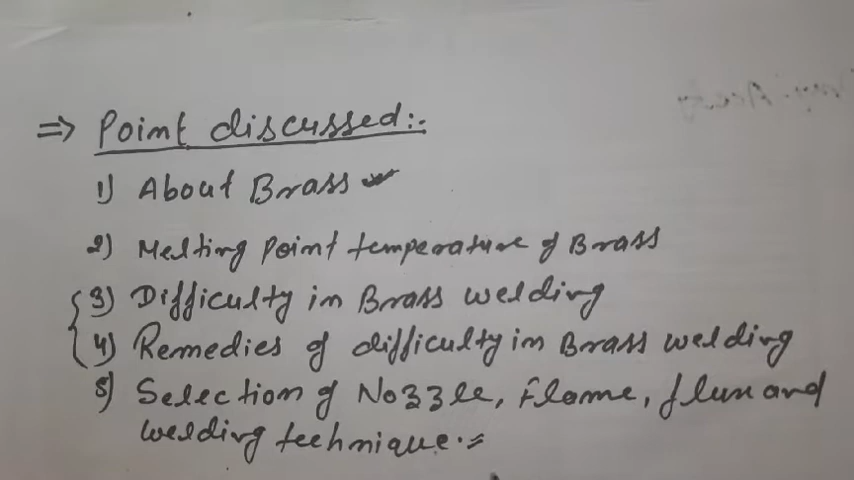 ⇒ Point discussed:-
1) About Brass
2) Melting Point temperature of Brass
3) Difficulty in Brass welding
4) Remedies of difficulty in Brass welding
5) Selection of Nozzle, Flame, flux and
welding technique.